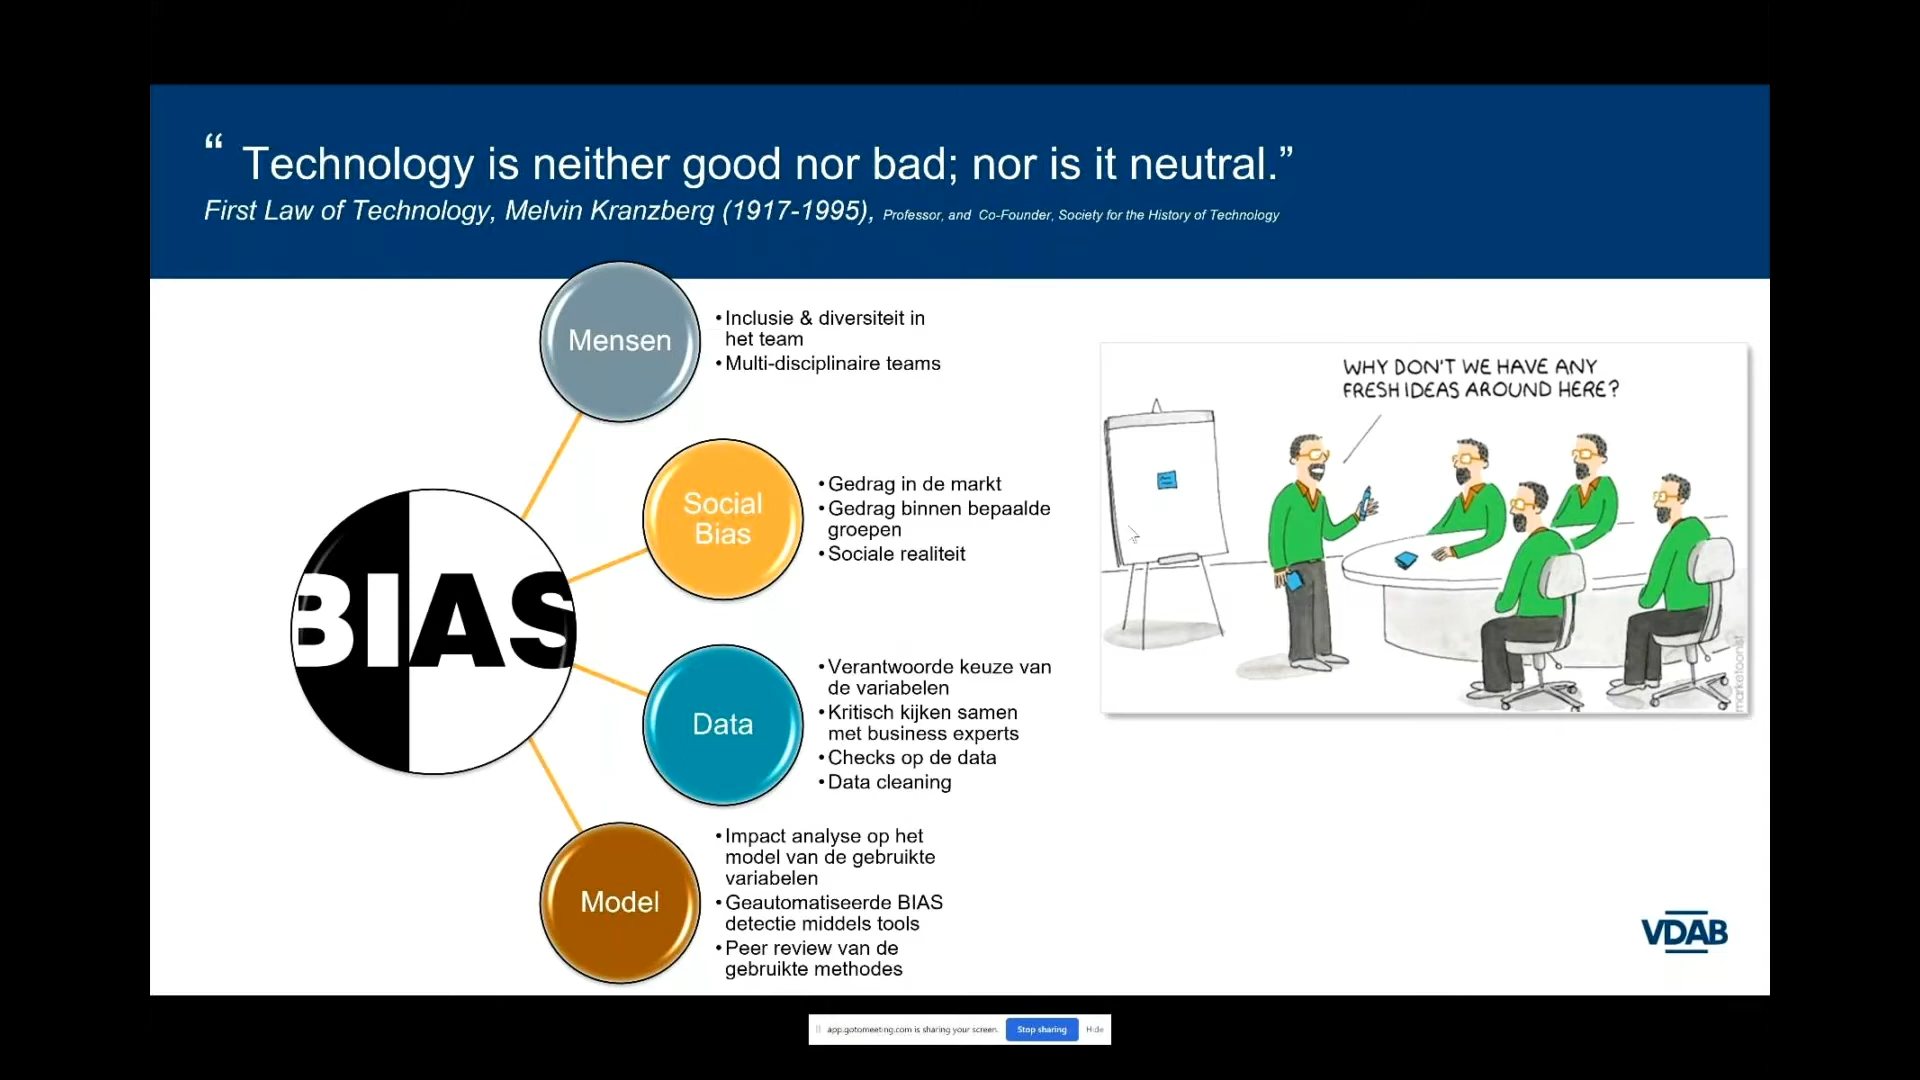 “ Technology is neither good nor bad; nor is it neutral.”
First Law of Technology, Melvin Kranzberg (1917-1995), Professor, and Co-Founder, Society for the History of Technology
Mensen
•Inclusie & diversiteit in
het team
•Multi-disciplinaire teams
Social
Bias
•Gedrag in de markt
•Gedrag binnen bepaalde
groepen
•Sociale realiteit
BIAS
Data
•Verantwoorde keuze van
de variabelen
•Kritisch kijken samen
met business experts
•Checks op de data
•Data cleaning
Model
•Impact analyse op het
model van de gebruikte
variabelen
•Geautomatiseerde BIAS
detectie middels tools
•Peer review van de
gebruikte methodes
WHY DON'T WE HAVE ANY
FRESH IDEAS AROUND HERE?
marketoonist
VDAB
app.gotomeeting.com is sharing your screen.
Stop sharing
Hide